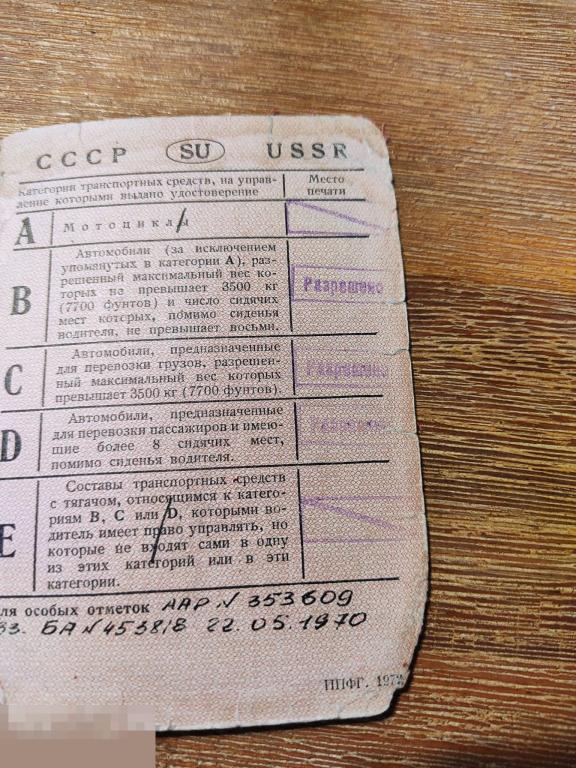 СССР SU USSR
Категории транспортных средств, на управ-
ление которыми выдано удостоверение
Место
печати
A Мотоциклы
B Автомобили (за исключением
упомянутых в категории А), раз-
решенный максимальный вес ко-
торых не превышает 3500 кг
(7700 фунтов) и число сидячих
мест которых, помимо сиденья
водителя, не превышает восьми.
Разрешено
C Автомобили, предназначенные
для перевозки грузов, разрешен-
ный максимальный вес которых
превышает 3500 кг (7700 фунтов).
Разрешено
D Автомобили, предназначенные
для перевозки пассажиров и имею-
щие более 8 сидячих мест,
помимо сиденья водителя.
Разрешено
E Составы транспортных средств
с тягачом, относящимся к катего-
риям B, C или D, которыми во-
дитель имеет право управлять, но
которые не входят сами в одну
из этих категорий или в эти
категории.
ля особых отметок ААР N 353609
БА N 453818 22.05.1970
ППФГ.